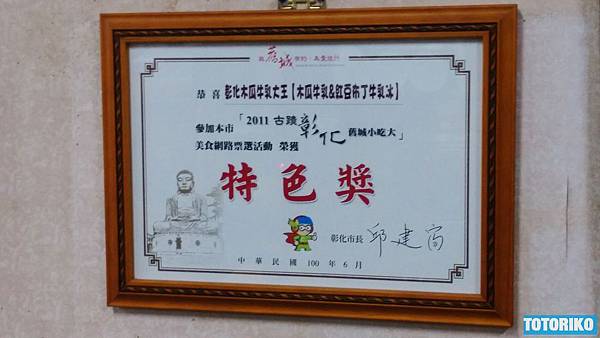 舊城
恭喜 彰化木瓜牛乳大王【木瓜牛乳&紅豆布丁牛乳冰】
參加本市「2011 古蹟彰化 舊城小吃大」
美食網路票選活動 榮獲
特色獎
彰化市長 邱建富
中華民國 100 年 6 月
TOTORIKO